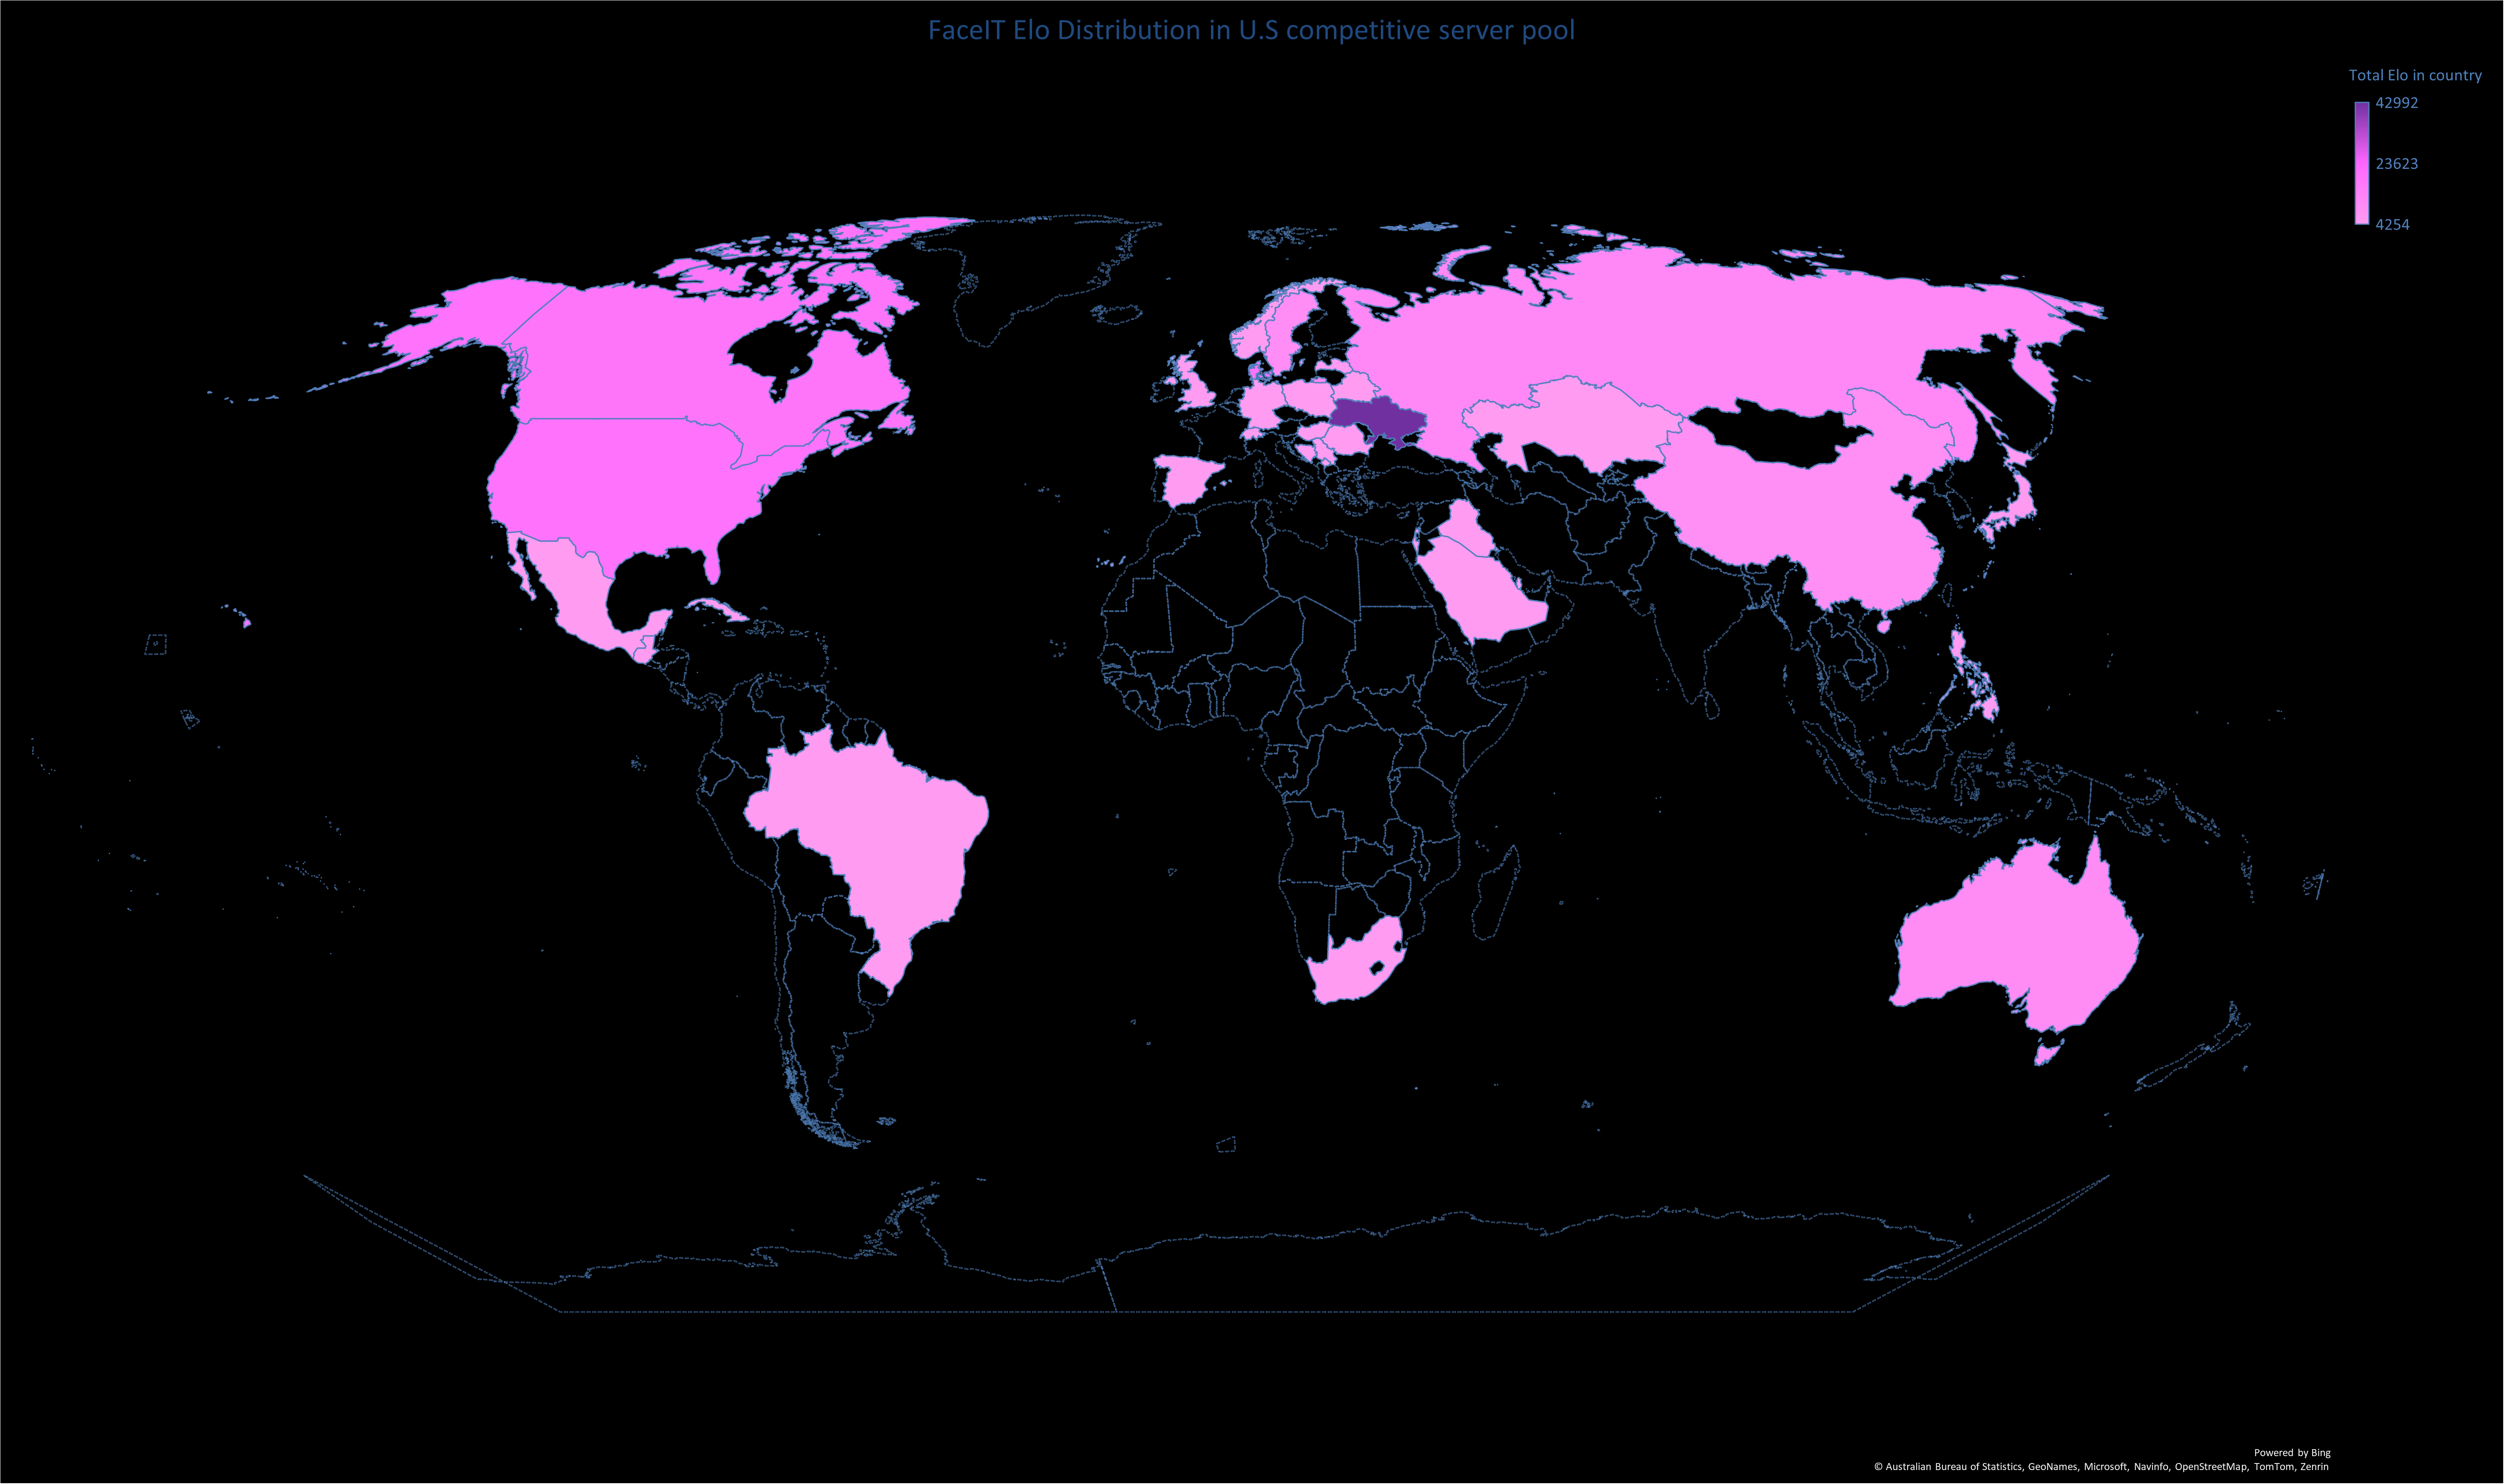 FaceIT Elo Distribution in U.S competitive server pool
Total Elo in country
42992
23623
4254
Powered by Bing
© Australian Bureau of Statistics, GeoNames, Microsoft, Navinfo, OpenStreetMap, TomTom, Zenrin